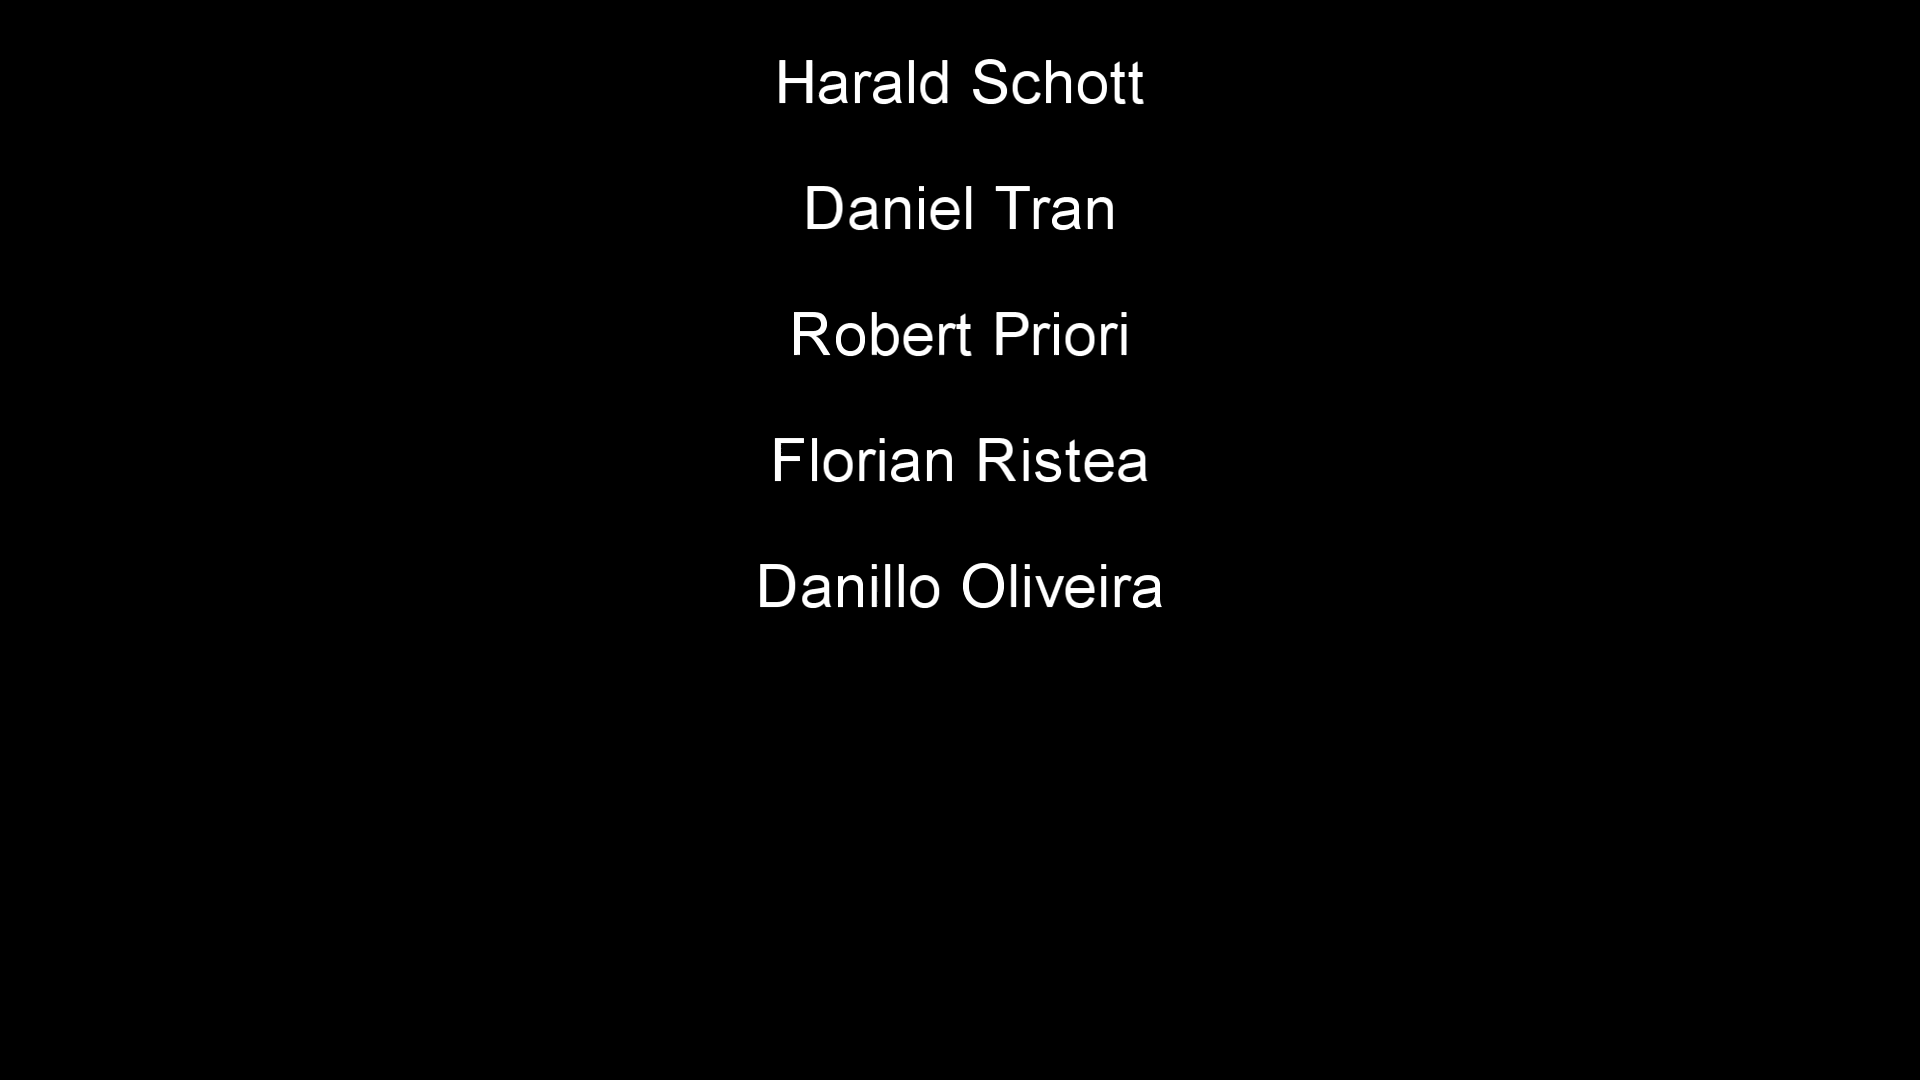 Harald Schott
Daniel Tran
Robert Priori
Florian Ristea
Danillo Oliveira